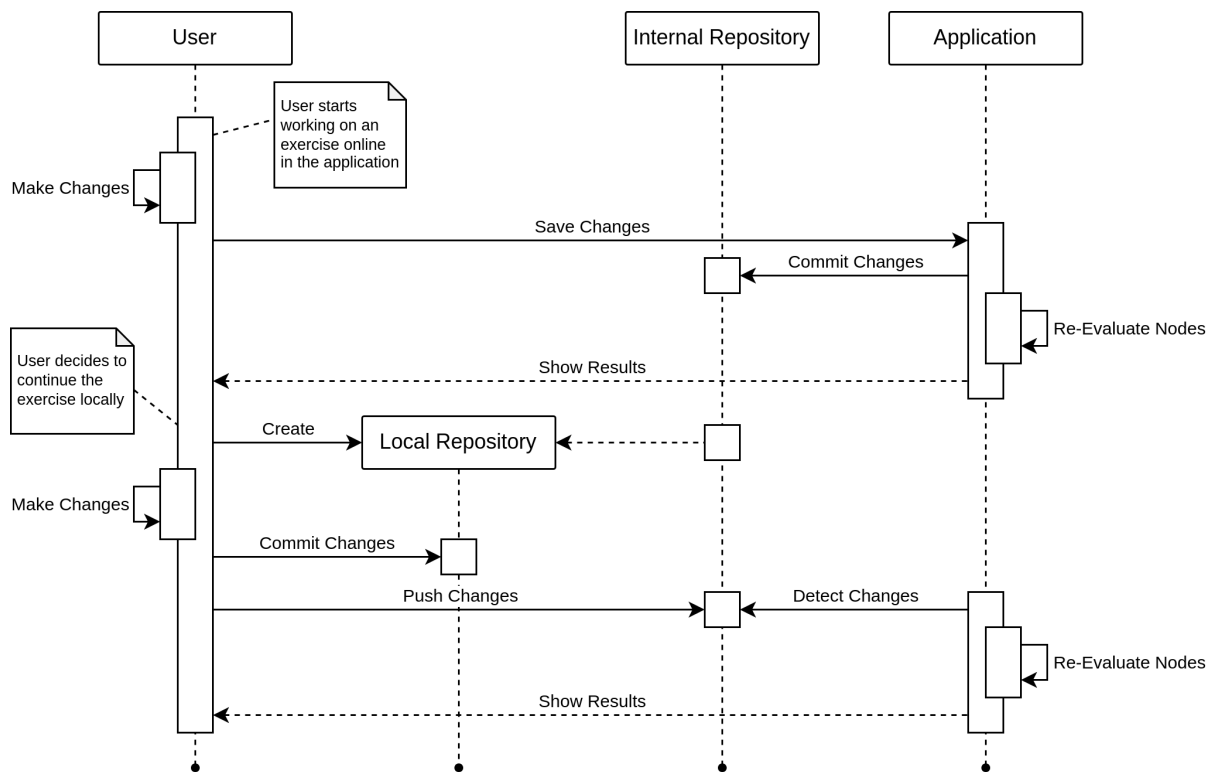 User
Internal Repository
Application
User starts
working on an
exercise online
in the application
Make Changes
Save Changes
Commit Changes
Re-Evaluate Nodes
User decides to
continue the
exercise locally
Show Results
Create
Local Repository
Make Changes
Commit Changes
Push Changes
Detect Changes
Re-Evaluate Nodes
Show Results